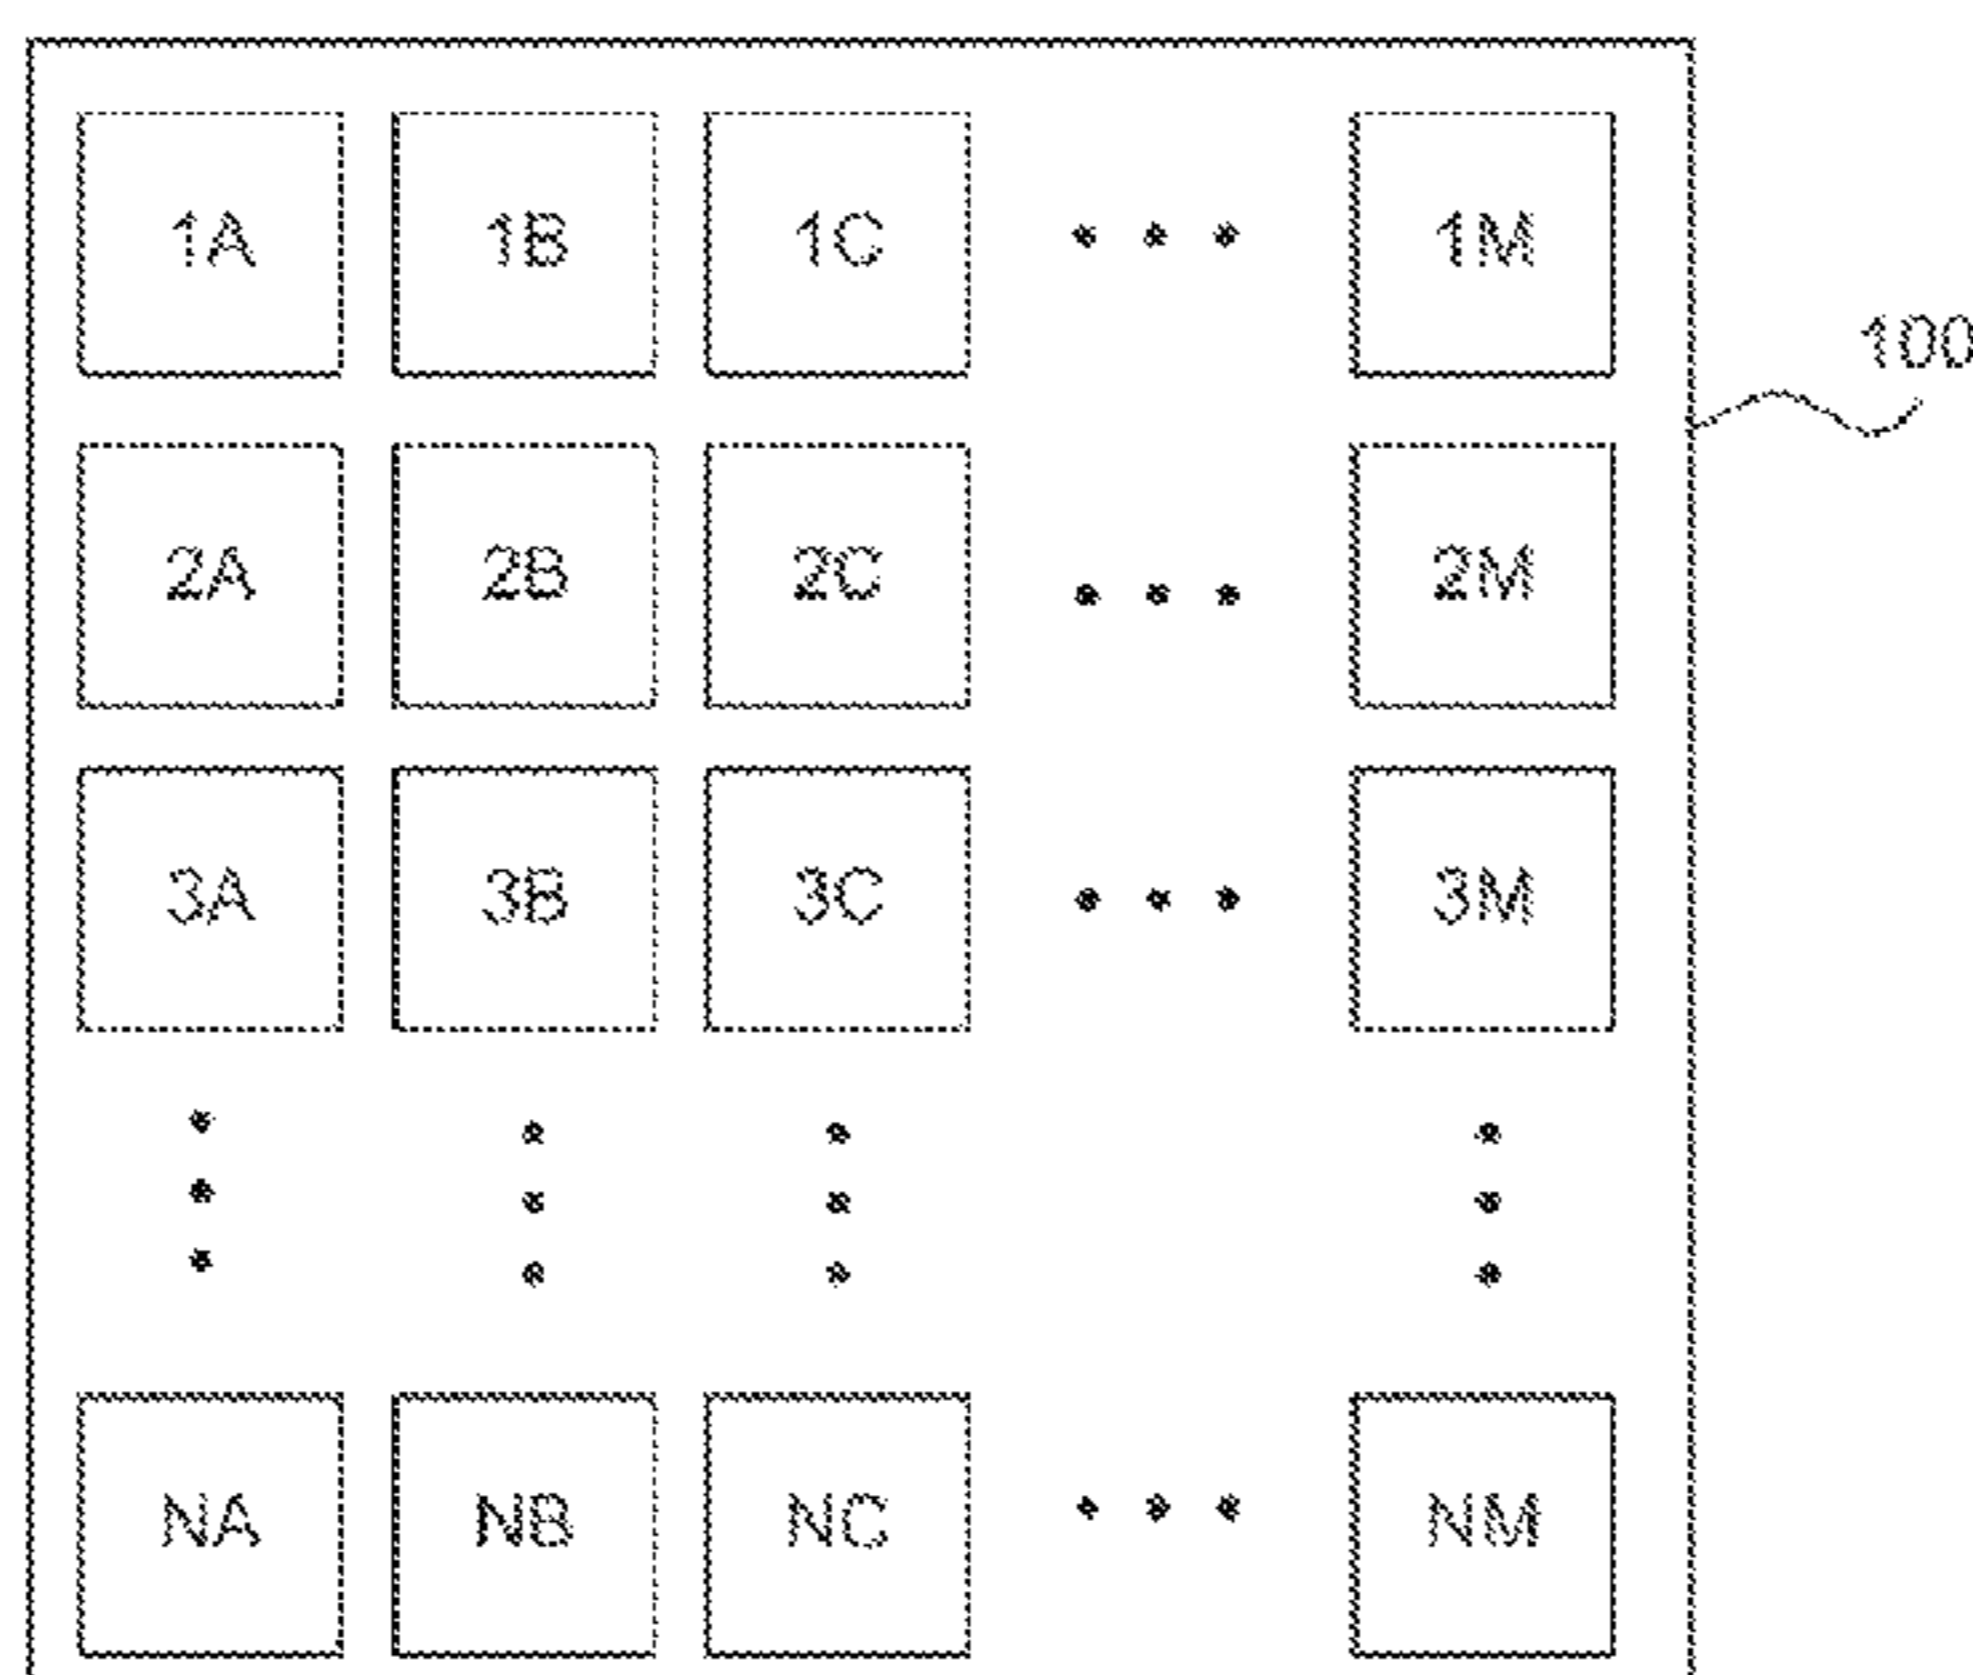 1A 1B 1C • • • 1M
100
2A 2B 2C • • • 2M
3A 3B 3C • • • 3M
NA NB NC • • • NM